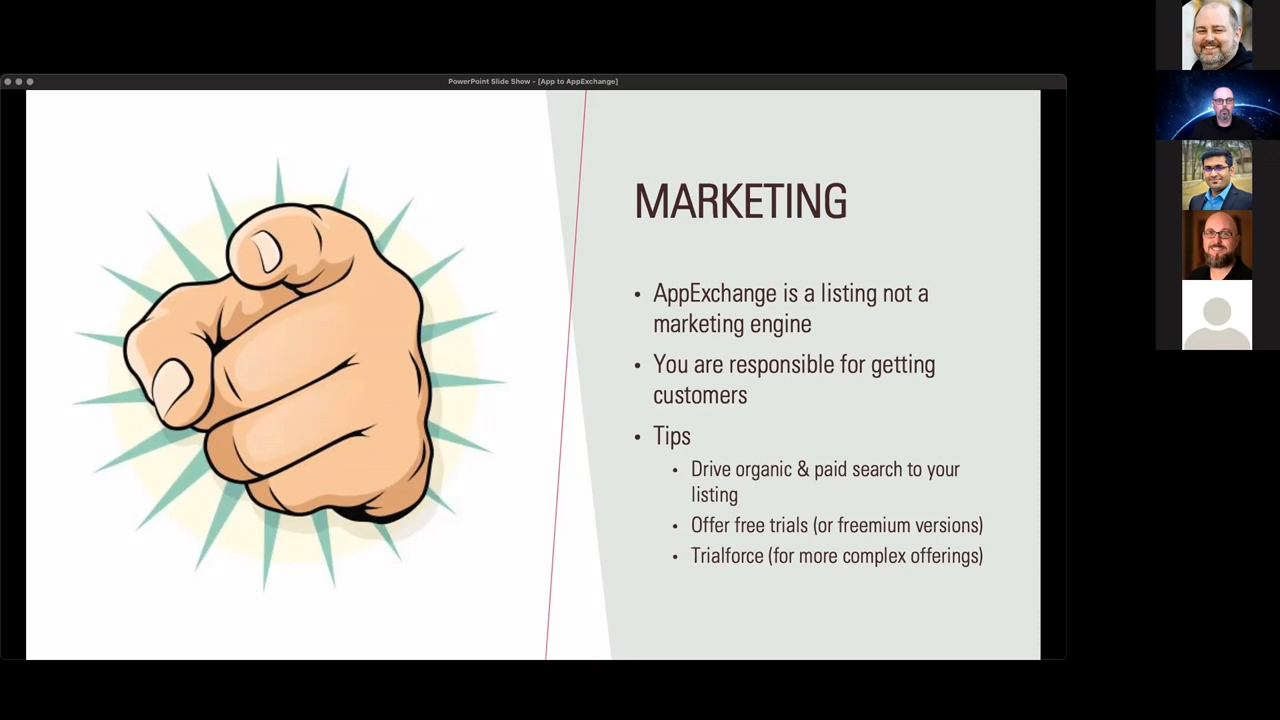 PowerPoint Slide Show - [App to AppExchange]
MARKETING
• AppExchange is a listing not a
marketing engine
• You are responsible for getting
customers
• Tips
• Drive organic & paid search to your
listing
• Offer free trials (or freemium versions)
• Trialforce (for more complex offerings)